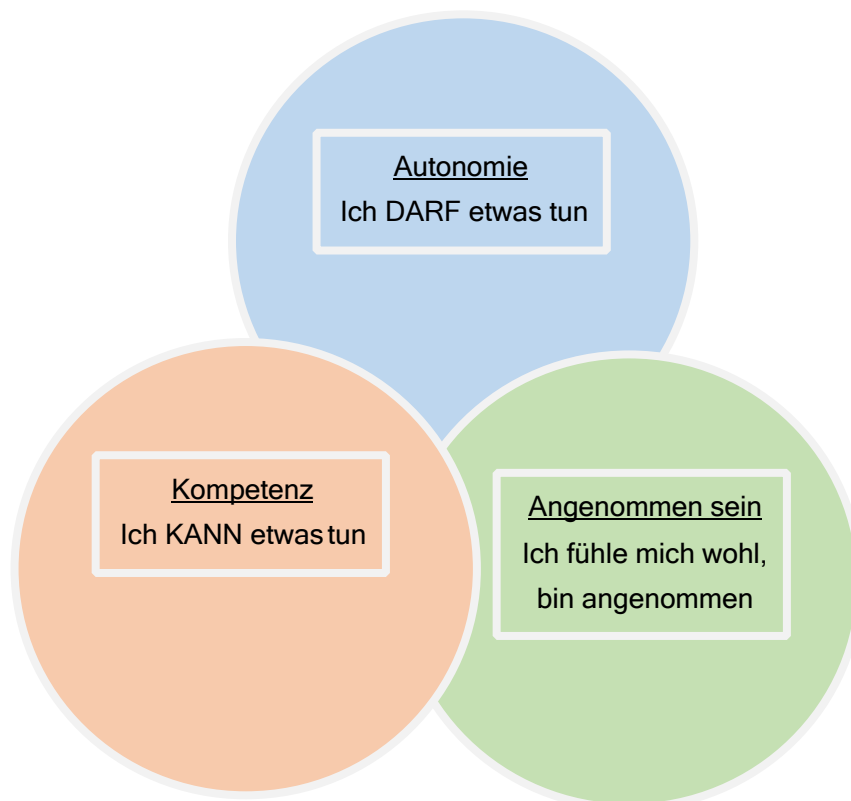 Autonomie
Ich DARF etwas tun
Kompetenz
Ich KANN etwas tun
Angenommen sein
Ich fühle mich wohl,
bin angenommen